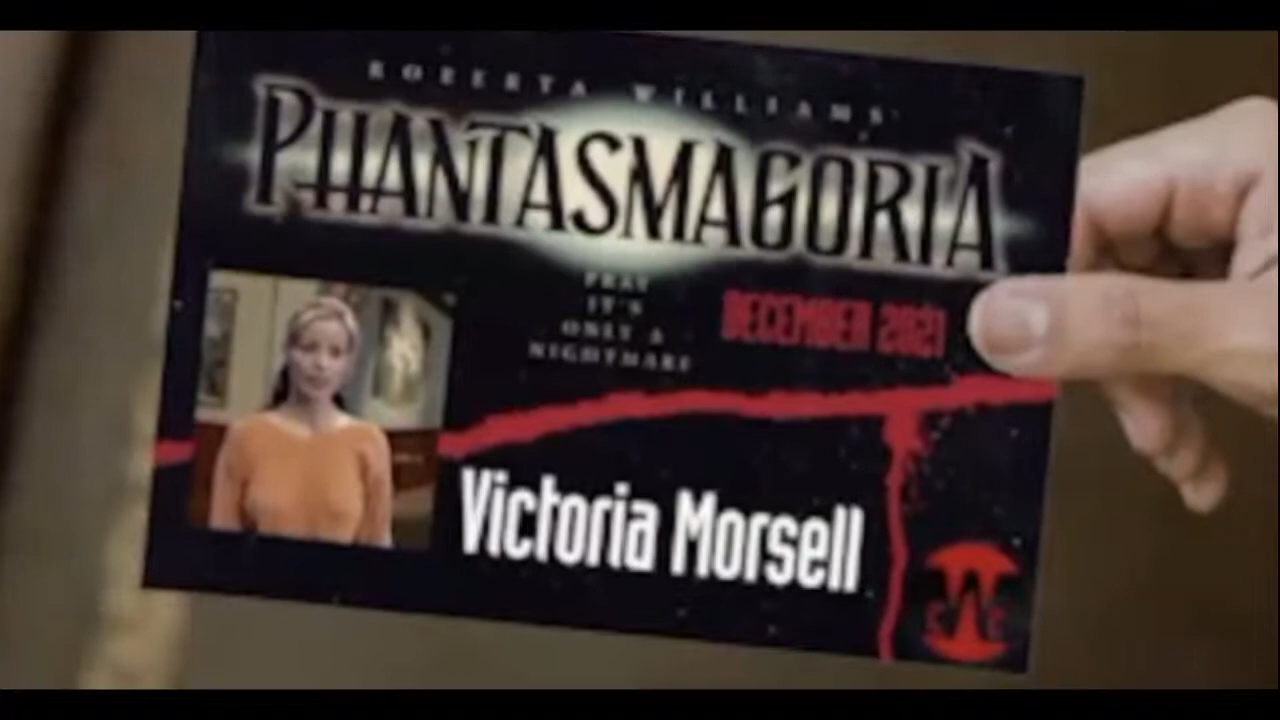 ROBERTA WILLIAMS'
PHANTASMAGORIA
PRAY
IT'S
ONLY A
NIGHTMARE
DECEMBER 2021
Victoria Morsell